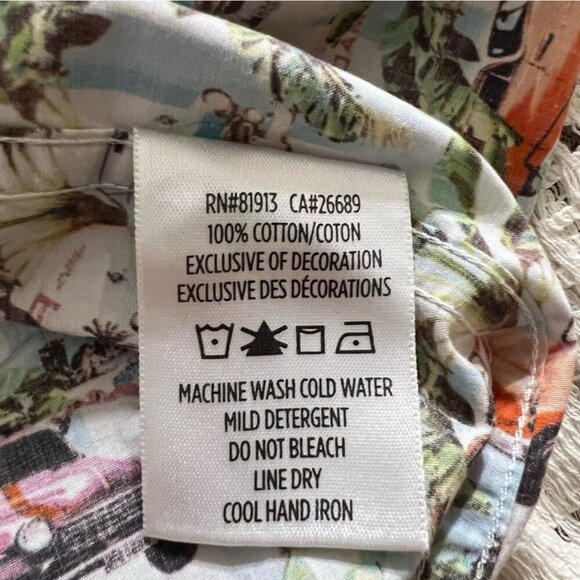 RN#81913 CA#26689
100% COTTON/COTON
EXCLUSIVE OF DECORATION
EXCLUSIVE DES DÉCORATIONS
MACHINE WASH COLD WATER
MILD DETERGENT
DO NOT BLEACH
LINE DRY
COOL HAND IRON